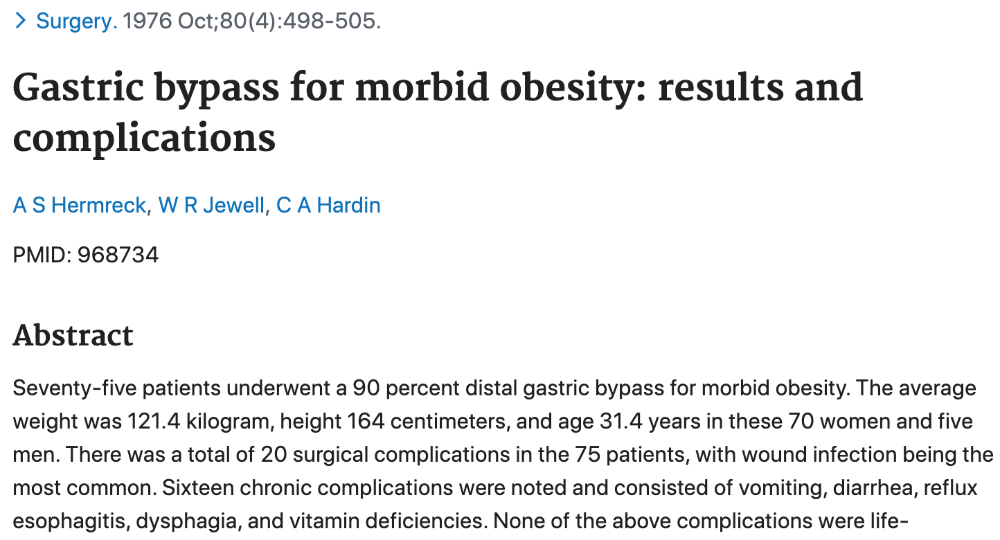 > Surgery. 1976 Oct;80(4):498-505.
Gastric bypass for morbid obesity: results and
complications
A S Hermreck, W R Jewell, C A Hardin
PMID: 968734
Abstract
Seventy-five patients underwent a 90 percent distal gastric bypass for morbid obesity. The average
weight was 121.4 kilogram, height 164 centimeters, and age 31.4 years in these 70 women and five
men. There was a total of 20 surgical complications in the 75 patients, with wound infection being the
most common. Sixteen chronic complications were noted and consisted of vomiting, diarrhea, reflux
esophagitis, dysphagia, and vitamin deficiencies. None of the above complications were life-